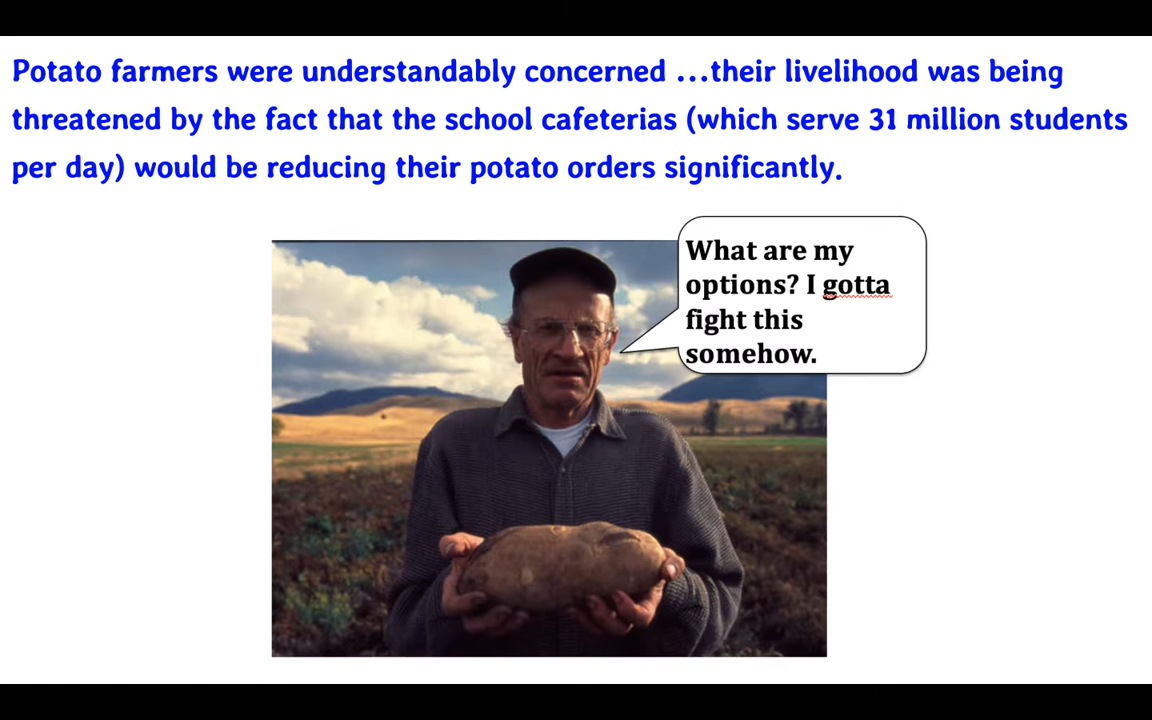 Potato farmers were understandably concerned ...their livelihood was being
threatened by the fact that the school cafeterias (which serve 31 million students
per day) would be reducing their potato orders significantly.
What are my
options? I gotta
fight this
somehow.